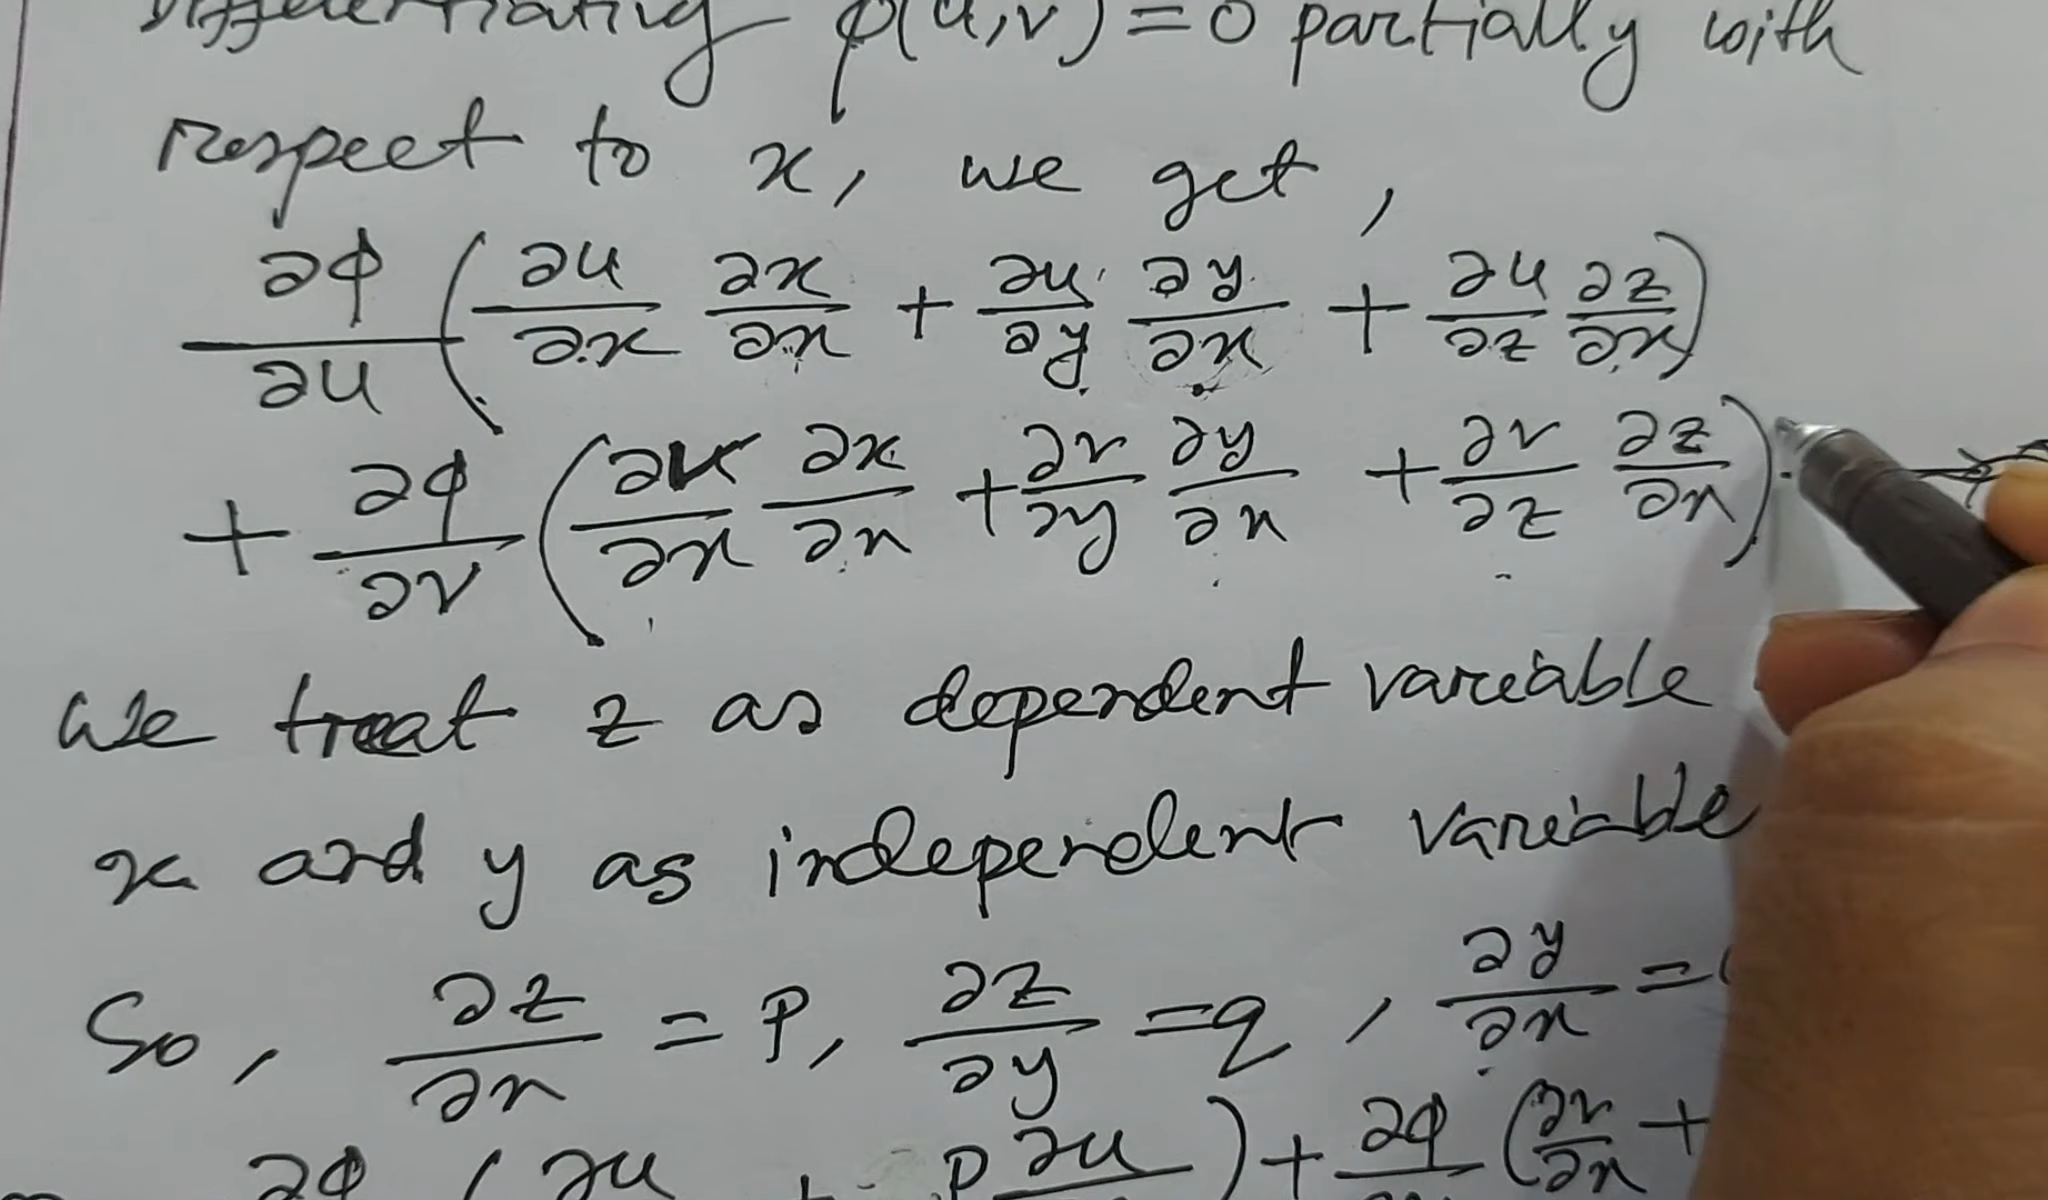 Differentiating φ(u,v)=0 partially with
respect to x, we get,
∂φ/∂u (∂u/∂x ∂x/∂x + ∂u/∂y ∂y/∂x + ∂u/∂z ∂z/∂x)
+ ∂φ/∂v (∂v/∂x ∂x/∂x + ∂v/∂y ∂y/∂x + ∂v/∂z ∂z/∂x)
We treat z as dependent variable
x and y as independent variable
So, ∂z/∂x = P, ∂z/∂y = q, ∂y/∂x =
∂φ (∂u + P ∂u ) + ∂φ (∂v/∂x +